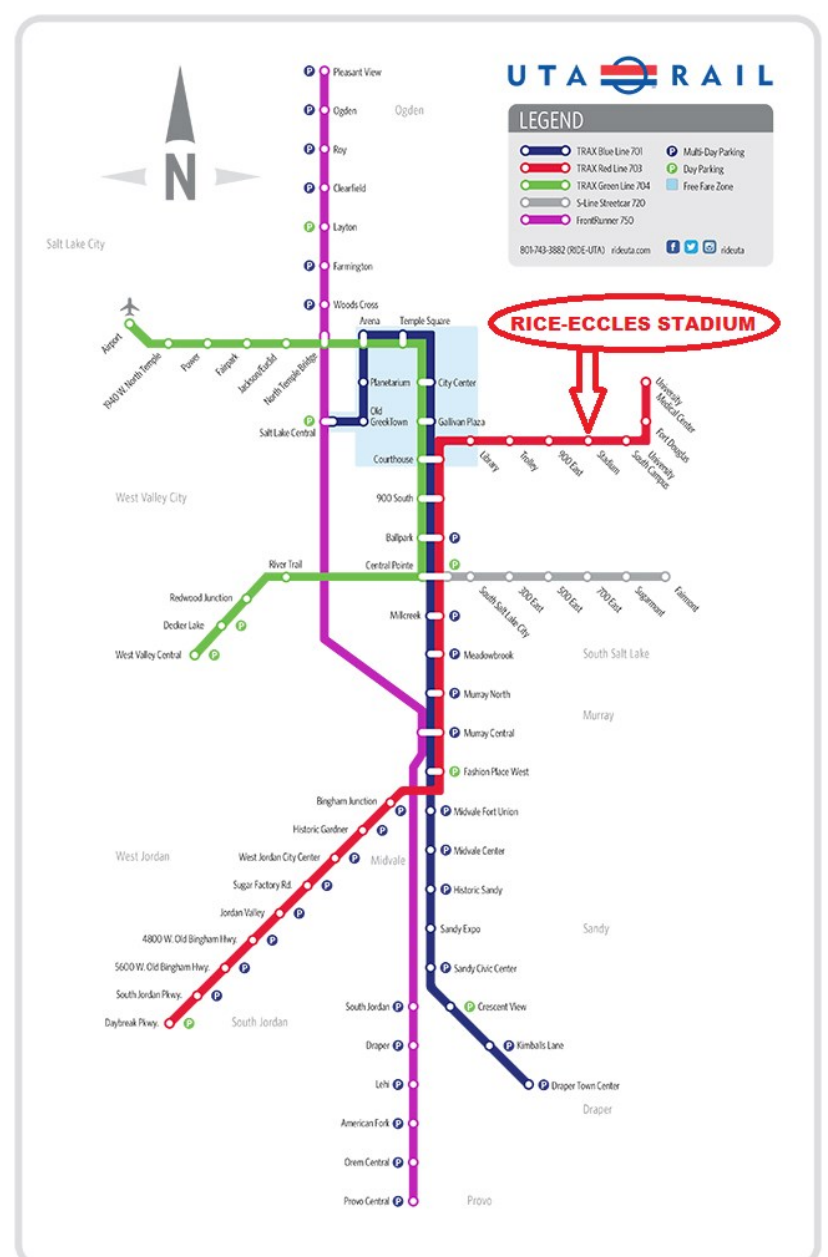 UTA RAIL
LEGEND
TRAX Blue Line 701
TRAX Red Line 703
TRAX Green Line 704
S-Line Streetcar 720
FrontRunner 750
P Multi-Day Parking
P Day Parking
Free Fare Zone
801-743-3882 (RIDE-UTA) rideuta.com
rideuta
N
P Pleasant View
P Ogden
Ogden
P Roy
P Clearfield
P Layton
Salt Lake City
P Farmington
P Woods Cross
Airport
1940 W. North Temple
Power
Fairpark
Jackson/Euclid
North Temple Bridge
Arena
Temple Square
RICE-ECCLES STADIUM
Planetarium
City Center
Old
GreekTown
Gallivan Plaza
P
Salt Lake Central
Courthouse
Library
Trolley
900 East
Stadium
University
South Campus
Fort Douglas
University
Medical Center
West Valley City
900 South
Ballpark P
River Trail
Central Pointe P
South Salt Lake City
300 East
500 East
700 East
Sugarmont
Fairmont
Redwood Junction
Decker Lake P
West Valley Central P
Millcreek P
P Meadowbrook
South Salt Lake
P Murray North
Murray
P Murray Central
P Fashion Place West
Bingham Junction P
P Midvale Fort Union
Historic Gardner P
West Jordan
West Jordan City Center P
Midvale
P Midvale Center
Sugar Factory Rd. P
P Historic Sandy
Jordan Valley P
Sandy Expo
Sandy
4800 W. Old Bingham Hwy. P
5600 W. Old Bingham Hwy. P
P Sandy Civic Center
South Jordan Pkwy. P
Daybreak Pkwy. P
South Jordan
South Jordan P
P Crescent View
Draper P
P Kimballs Lane
Lehi P
P Draper Town Center
Draper
American Fork P
Orem Central P
Provo Central P
Provo